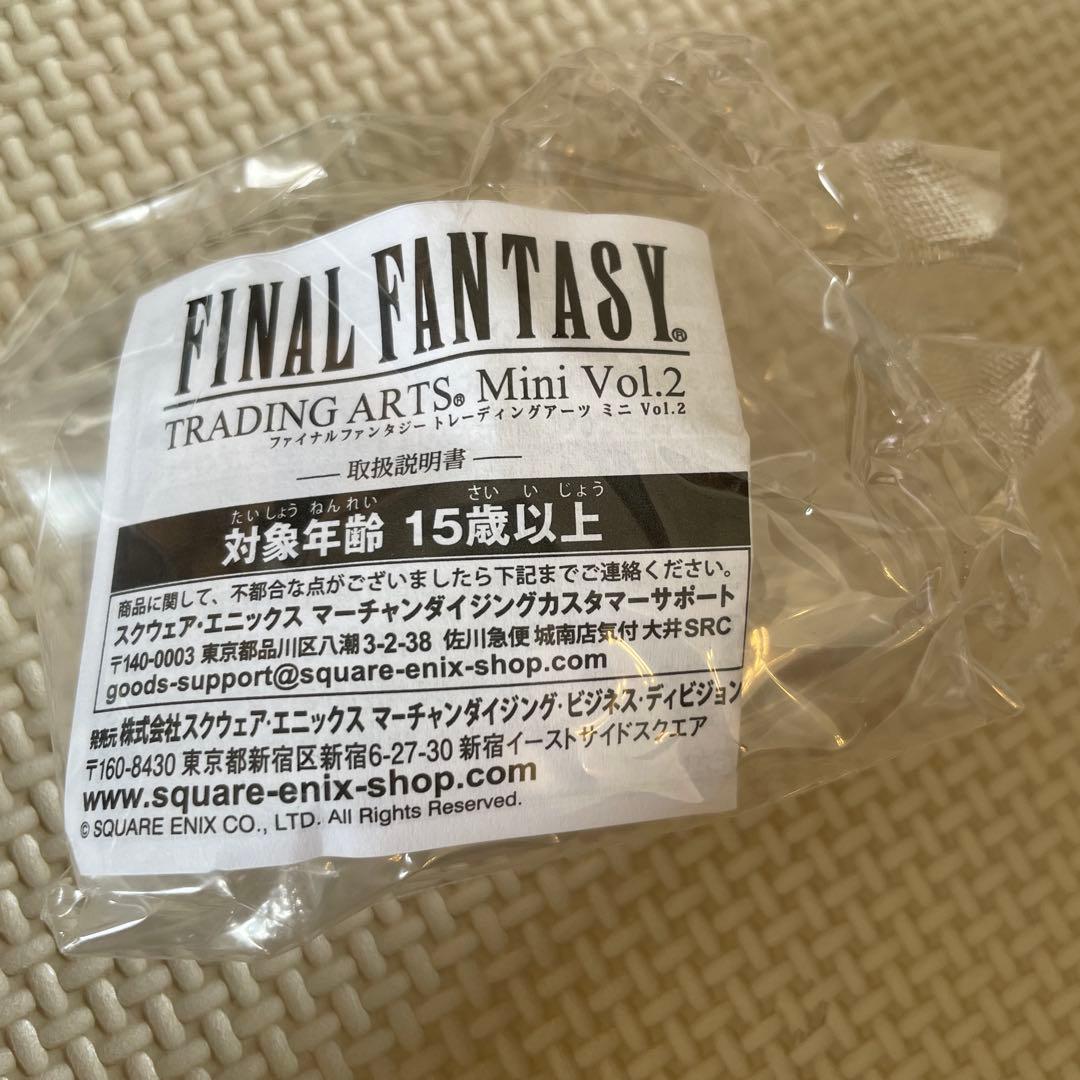 FINAL FANTASY®
TRADING ARTS® Mini Vol.2
ファイナルファンタジー トレーディングアーツ ミニ Vol.2
取扱説明書
たいしょう ねんれい さい い じょう
対象年齢 15歳以上
商品に関して、不都合な点がございましたら下記までご連絡ください。
スクウェア・エニックス マーチャンダイジングカスタマーサポート
〒140-0003 東京都品川区八潮3-2-38 佐川急便 城南店気付 大井SRC
goods-support@square-enix-shop.com
発売元 株式会社スクウェア・エニックス マーチャンダイジング・ビジネス・ディビジョン
〒160-8430 東京都新宿区新宿6-27-30 新宿イーストサイドスクエア
www.square-enix-shop.com
© SQUARE ENIX CO., LTD. All Rights Reserved.